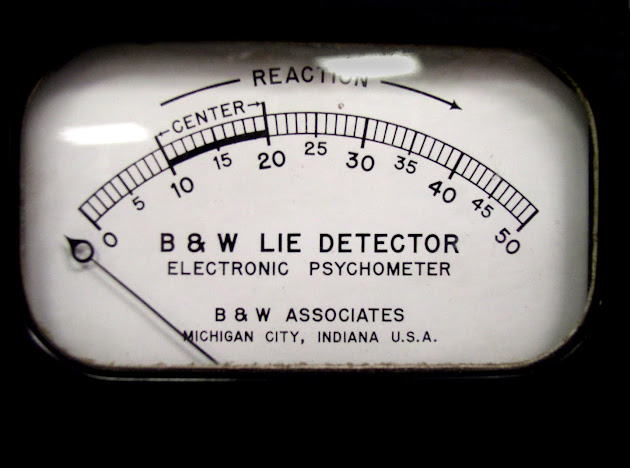 REACTION
CENTER
0 5 10 15 20 25 30 35 40 45 50
B & W LIE DETECTOR
ELECTRONIC PSYCHOMETER
B & W ASSOCIATES
MICHIGAN CITY, INDIANA U.S.A.